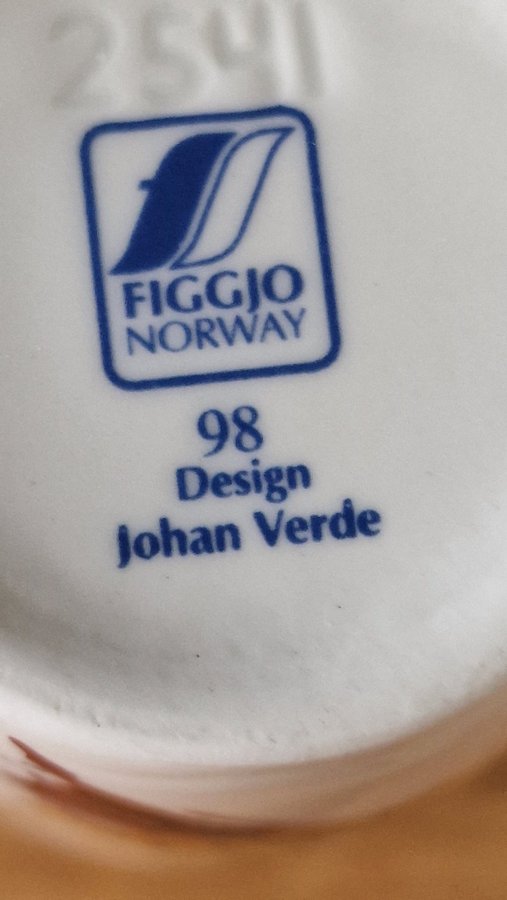 2541
FIGGJO
NORWAY
98
Design
Johan Verde